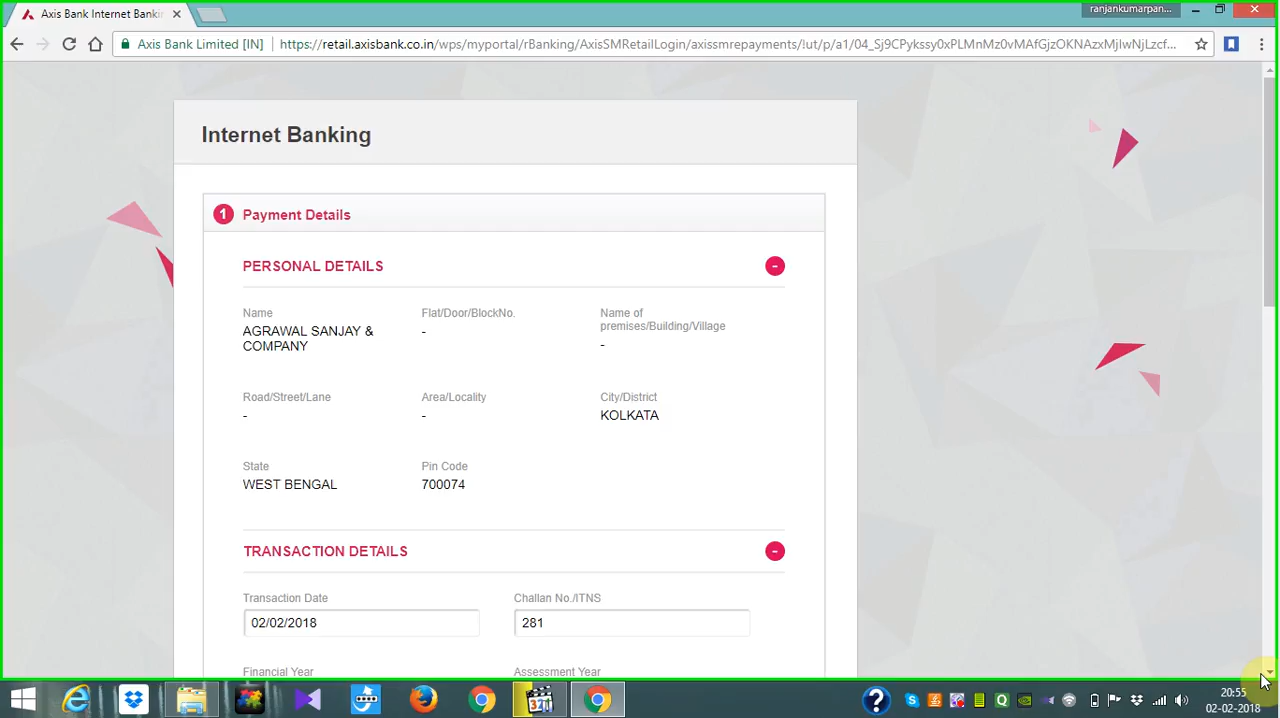 Axis Bank Internet Bankin
ranjankumarpan...
Axis Bank Limited [IN] https://retail.axisbank.co.in/wps/myportal/rBanking/AxisSMRetailLogin/axissmrepayments/!ut/p/a1/04_Sj9CPykssy0xPLMnMz0vMAfGjzOKNAzxMjIwNjLzcf...
Internet Banking
1 Payment Details
PERSONAL DETAILS -
Name Flat/Door/BlockNo. Name of
premises/Building/Village
AGRAWAL SANJAY & - -
COMPANY
Road/Street/Lane Area/Locality City/District
- - KOLKATA
State Pin Code
WEST BENGAL 700074
TRANSACTION DETAILS -
Transaction Date Challan No./ITNS
02/02/2018 281
Financial Year Assessment Year
321
20:55
02-02-2018